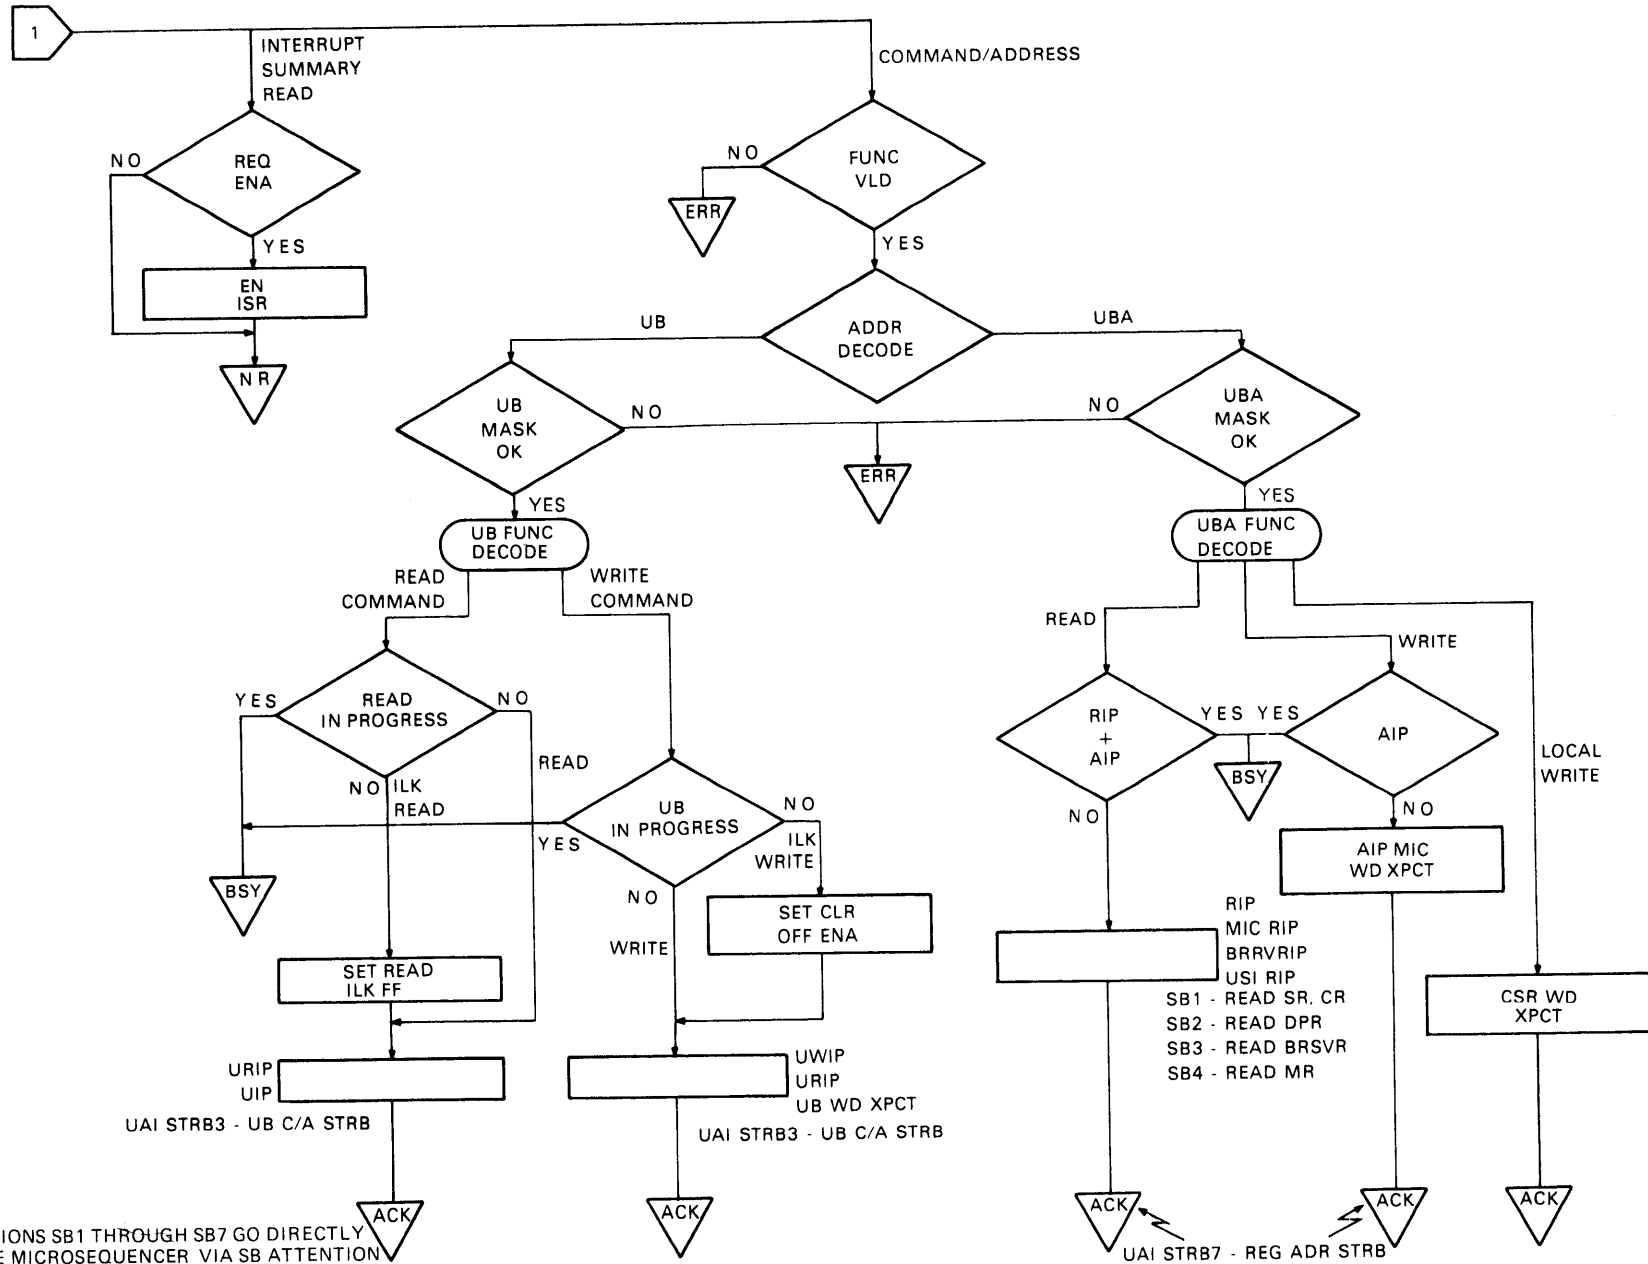 1
INTERRUPT
SUMMARY
READ
COMMAND/ADDRESS
NO
REQ
ENA
NO
FUNC
VLD
ERR
YES
YES
EN
ISR
UB
ADDR
DECODE
UBA
NR
UB
MASK
OK
NO
NO
UBA
MASK
OK
ERR
YES
YES
UB FUNC
DECODE
UBA FUNC
DECODE
READ
COMMAND
WRITE
COMMAND
READ
WRITE
YES
READ
IN PROGRESS
NO
RIP
+
AIP
YES
YES
AIP
READ
LOCAL
WRITE
BSY
NO
ILK
READ
UB
IN PROGRESS
NO
YES
ILK
WRITE
NO
NO
AIP MIC
WD XPCT
BSY
NO
SET CLR
OFF ENA
WRITE
RIP
MIC RIP
BRRVRIP
USI RIP
SB1 - READ SR, CR
SB2 - READ DPR
SB3 - READ BRSVR
SB4 - READ MR
SET READ
ILK FF
CSR WD
XPCT
URIP
UIP
UAI STRB3 - UB C/A STRB
UWIP
URIP
UB WD XPCT
UAI STRB3 - UB C/A STRB
ACK
ACK
ACK
ACK
ACK
UAI STRB7 - REG ADR STRB
IONS SB1 THROUGH SB7 GO DIRECTLY
E MICROSEQUENCER VIA SB ATTENTION